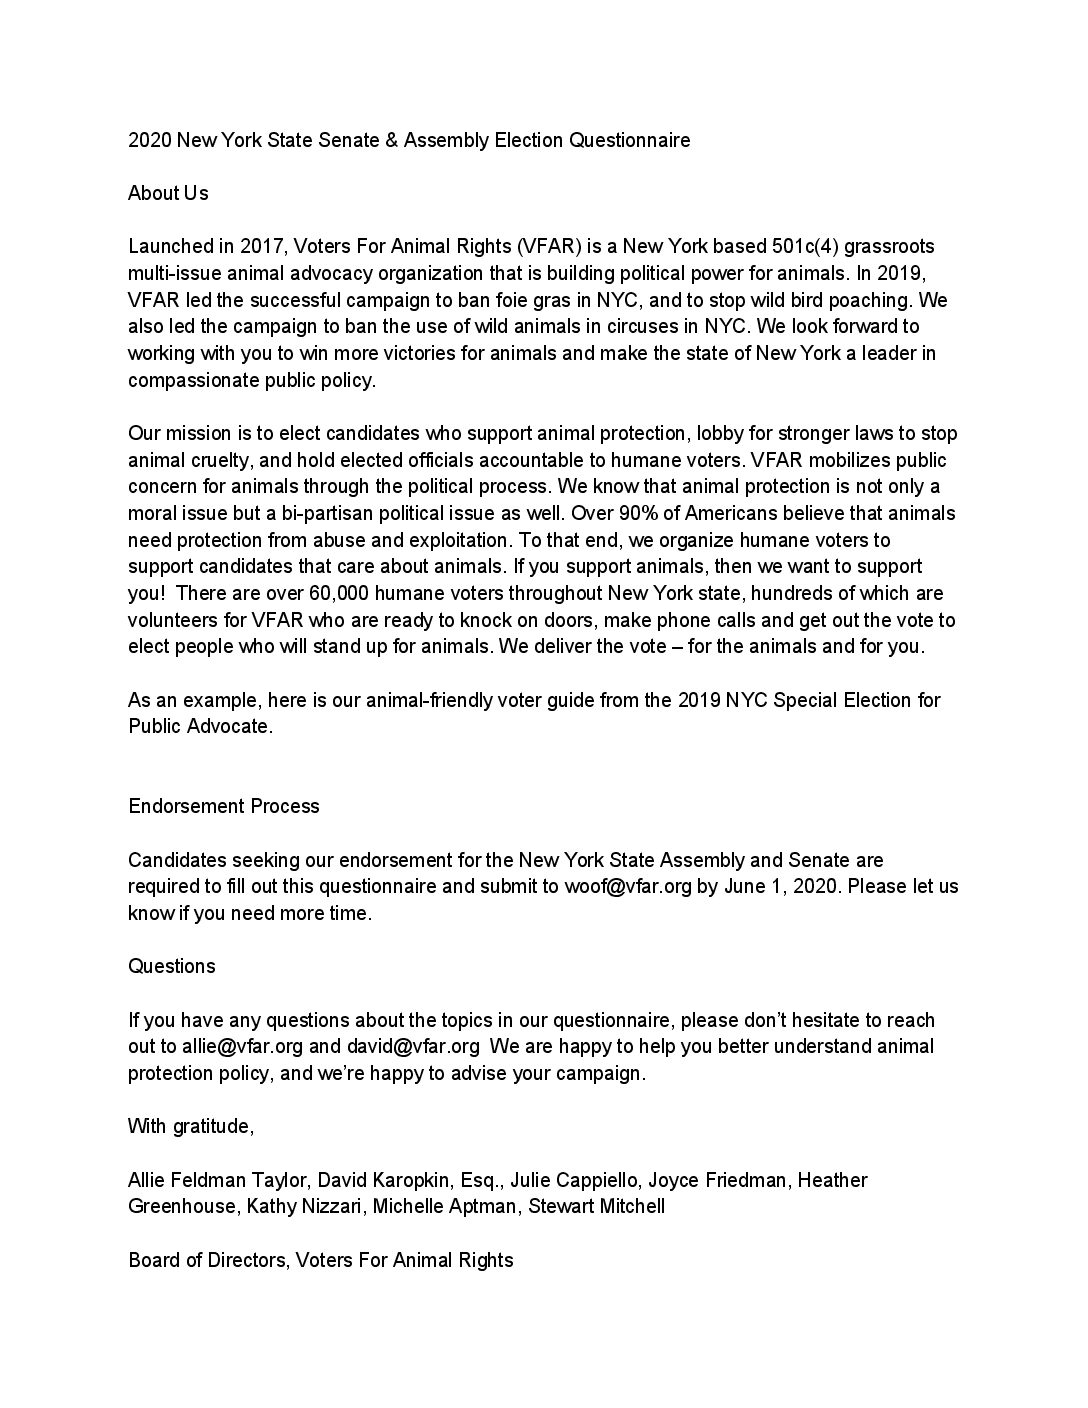 2020 New York State Senate & Assembly Election Questionnaire
About Us
Launched in 2017, Voters For Animal Rights (VFAR) is a New York based 501c(4) grassroots
multi-issue animal advocacy organization that is building political power for animals. In 2019,
VFAR led the successful campaign to ban foie gras in NYC, and to stop wild bird poaching. We
also led the campaign to ban the use of wild animals in circuses in NYC. We look forward to
working with you to win more victories for animals and make the state of New York a leader in
compassionate public policy.
Our mission is to elect candidates who support animal protection, lobby for stronger laws to stop
animal cruelty, and hold elected officials accountable to humane voters. VFAR mobilizes public
concern for animals through the political process. We know that animal protection is not only a
moral issue but a bi-partisan political issue as well. Over 90% of Americans believe that animals
need protection from abuse and exploitation. To that end, we organize humane voters to
support candidates that care about animals. If you support animals, then we want to support
you!  There are over 60,000 humane voters throughout New York state, hundreds of which are
volunteers for VFAR who are ready to knock on doors, make phone calls and get out the vote to
elect people who will stand up for animals. We deliver the vote – for the animals and for you.
As an example, here is our animal-friendly voter guide from the 2019 NYC Special Election for
Public Advocate.
Endorsement Process
Candidates seeking our endorsement for the New York State Assembly and Senate are
required to fill out this questionnaire and submit to woof@vfar.org by June 1, 2020. Please let us
know if you need more time.
Questions
If you have any questions about the topics in our questionnaire, please don’t hesitate to reach
out to allie@vfar.org and david@vfar.org  We are happy to help you better understand animal
protection policy, and we’re happy to advise your campaign.
With gratitude,
Allie Feldman Taylor, David Karopkin, Esq., Julie Cappiello, Joyce Friedman, Heather
Greenhouse, Kathy Nizzari, Michelle Aptman, Stewart Mitchell
Board of Directors, Voters For Animal Rights